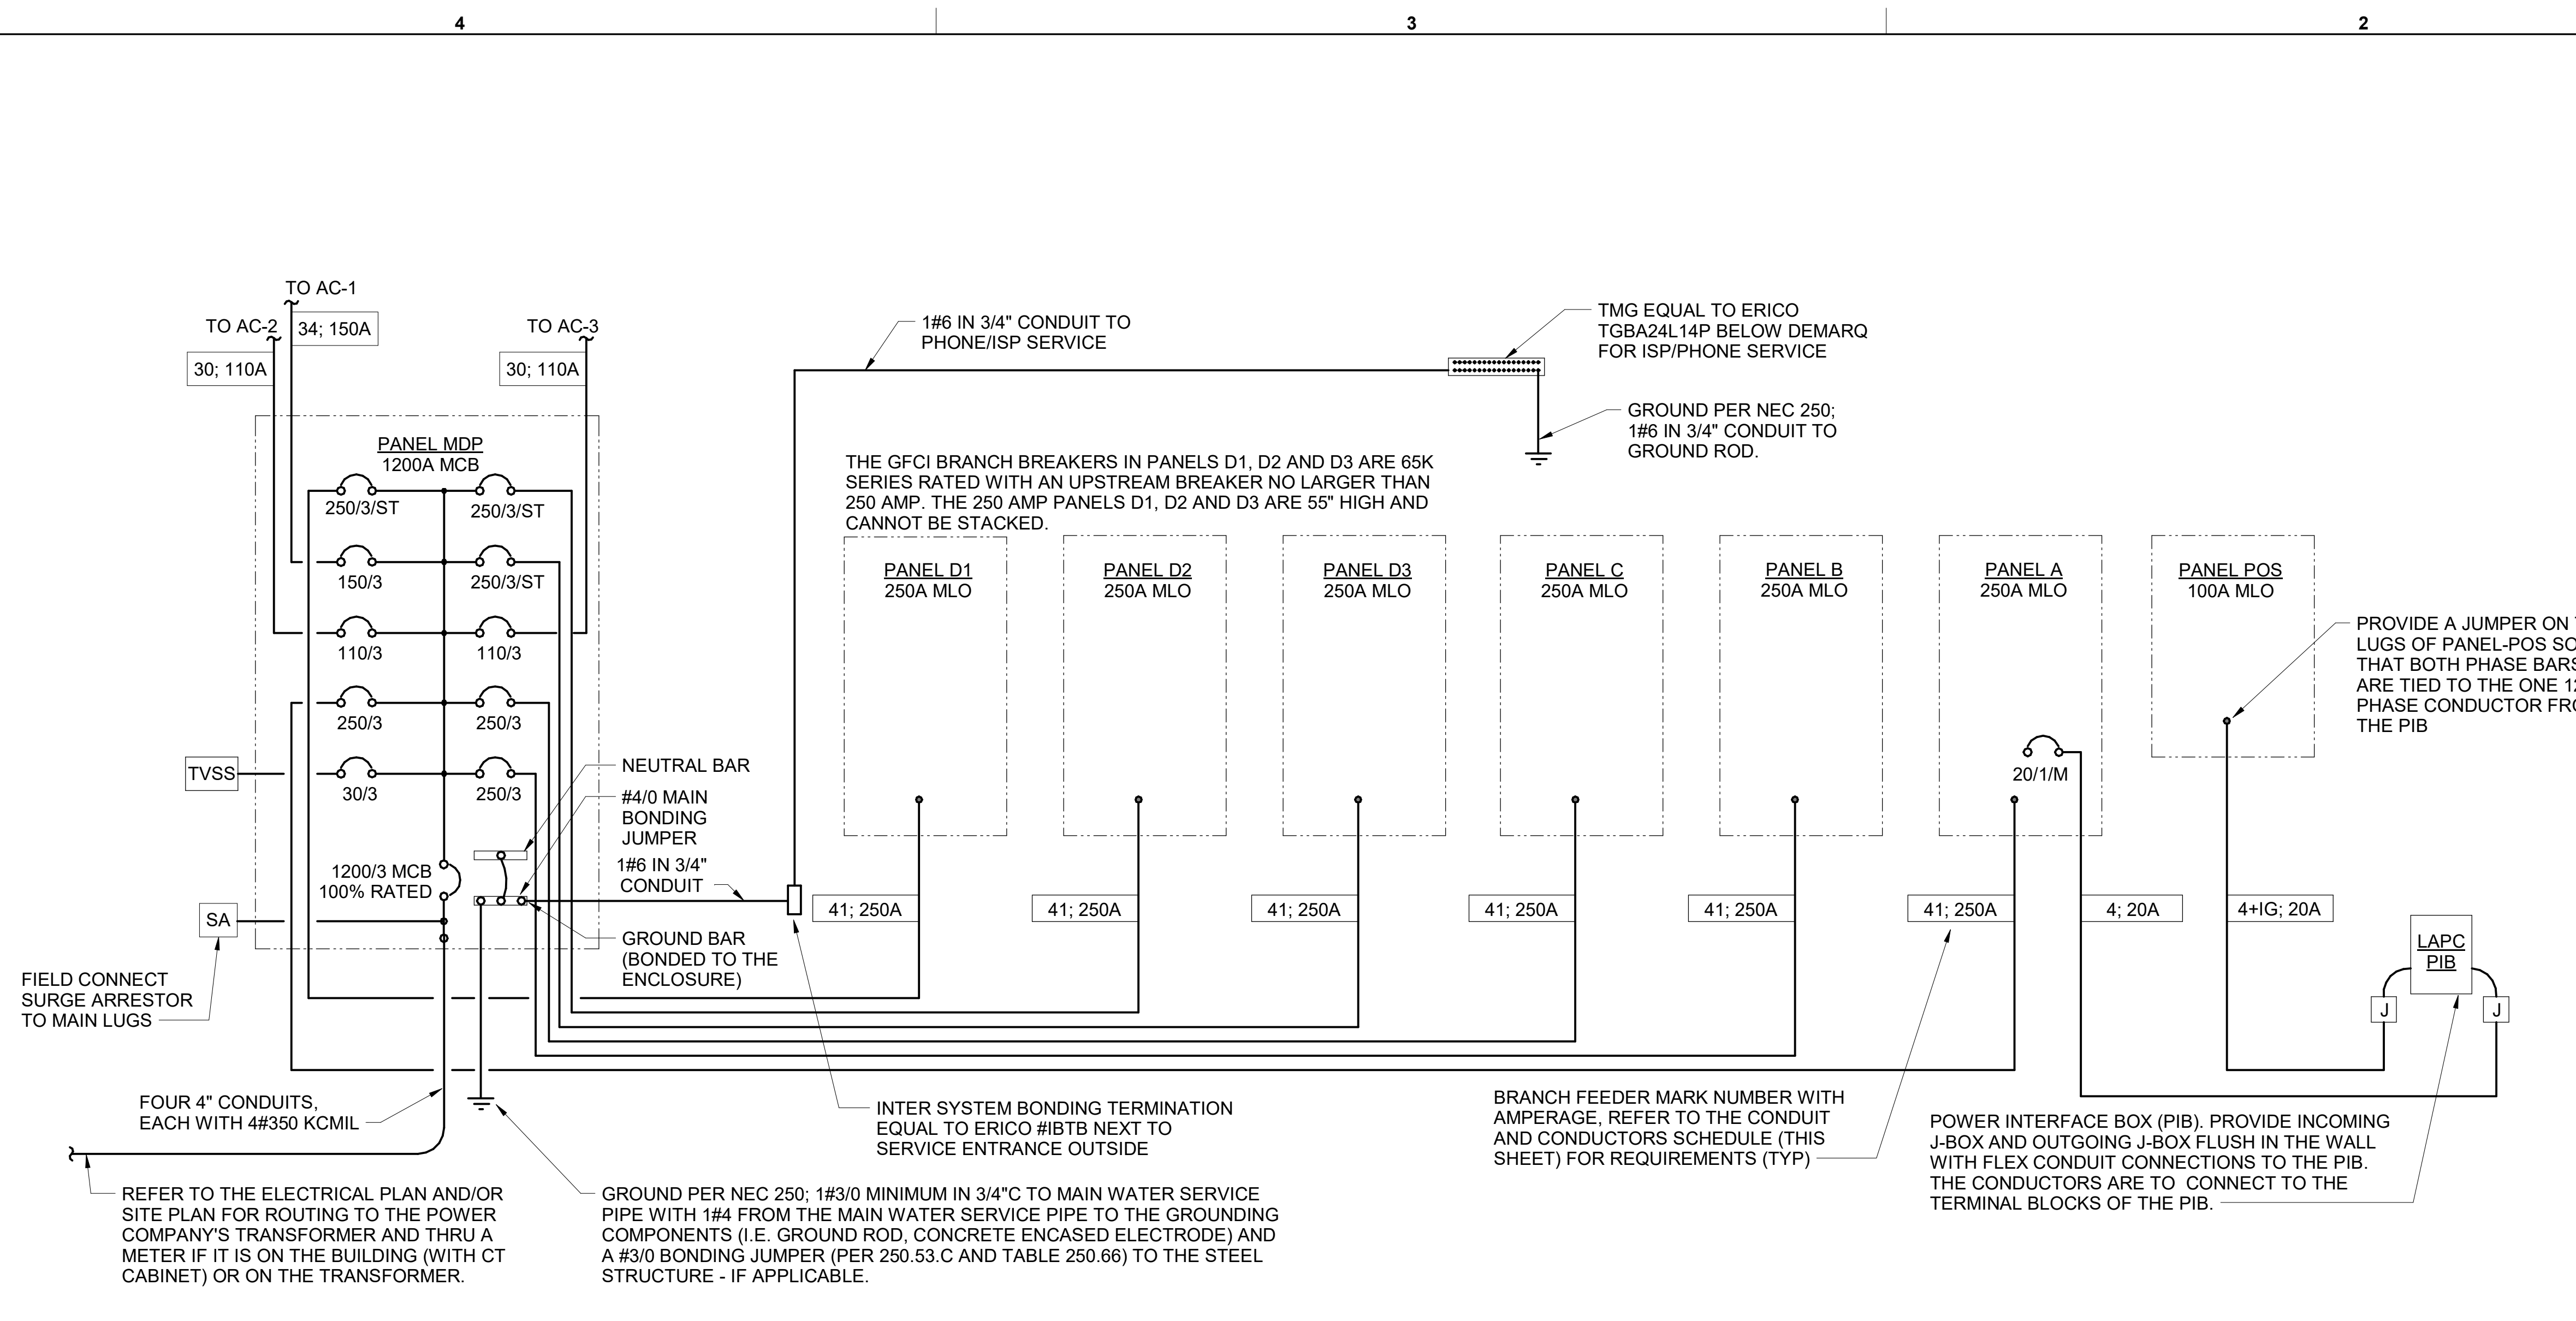 4
3
2
TO AC-1
TO AC-2
34; 150A
TO AC-3
30; 110A
30; 110A
1#6 IN 3/4" CONDUIT TO
PHONE/ISP SERVICE
TMG EQUAL TO ERICO
TGBA24L14P BELOW DEMARQ
FOR ISP/PHONE SERVICE
GROUND PER NEC 250;
1#6 IN 3/4" CONDUIT TO
GROUND ROD.
PANEL MDP
1200A MCB
250/3/ST
250/3/ST
150/3
250/3/ST
110/3
110/3
250/3
250/3
TVSS
30/3
250/3
1200/3 MCB
100% RATED
SA
NEUTRAL BAR
#4/0 MAIN
BONDING
JUMPER
1#6 IN 3/4"
CONDUIT
GROUND BAR
(BONDED TO THE
ENCLOSURE)
FIELD CONNECT
SURGE ARRESTOR
TO MAIN LUGS
THE GFCI BRANCH BREAKERS IN PANELS D1, D2 AND D3 ARE 65K
SERIES RATED WITH AN UPSTREAM BREAKER NO LARGER THAN
250 AMP. THE 250 AMP PANELS D1, D2 AND D3 ARE 55" HIGH AND
CANNOT BE STACKED.
PANEL D1
250A MLO
PANEL D2
250A MLO
PANEL D3
250A MLO
PANEL C
250A MLO
PANEL B
250A MLO
PANEL A
250A MLO
PANEL POS
100A MLO
20/1/M
PROVIDE A JUMPER ON
LUGS OF PANEL-POS SO
THAT BOTH PHASE BARS
ARE TIED TO THE ONE
PHASE CONDUCTOR
THE PIB
41; 250A
41; 250A
41; 250A
41; 250A
41; 250A
41; 250A
4; 20A
4+IG; 20A
LAPC
PIB
J
J
FOUR 4" CONDUITS,
EACH WITH 4#350 KCMIL
INTER SYSTEM BONDING TERMINATION
EQUAL TO ERICO #IBTB NEXT TO
SERVICE ENTRANCE OUTSIDE
BRANCH FEEDER MARK NUMBER WITH
AMPERAGE, REFER TO THE CONDUIT
AND CONDUCTORS SCHEDULE (THIS
SHEET) FOR REQUIREMENTS (TYP)
POWER INTERFACE BOX (PIB). PROVIDE INCOMING
J-BOX AND OUTGOING J-BOX FLUSH IN THE WALL
WITH FLEX CONDUIT CONNECTIONS TO THE PIB.
THE CONDUCTORS ARE TO CONNECT TO THE
TERMINAL BLOCKS OF THE PIB.
REFER TO THE ELECTRICAL PLAN AND/OR
SITE PLAN FOR ROUTING TO THE POWER
COMPANY'S TRANSFORMER AND THRU A
METER IF IT IS ON THE BUILDING (WITH CT
CABINET) OR ON THE TRANSFORMER.
GROUND PER NEC 250; 1#3/0 MINIMUM IN 3/4"C TO MAIN WATER SERVICE
PIPE WITH 1#4 FROM THE MAIN WATER SERVICE PIPE TO THE GROUNDING
COMPONENTS (I.E. GROUND ROD, CONCRETE ENCASED ELECTRODE) AND
A #3/0 BONDING JUMPER (PER 250.53.C AND TABLE 250.66) TO THE STEEL
STRUCTURE - IF APPLICABLE.